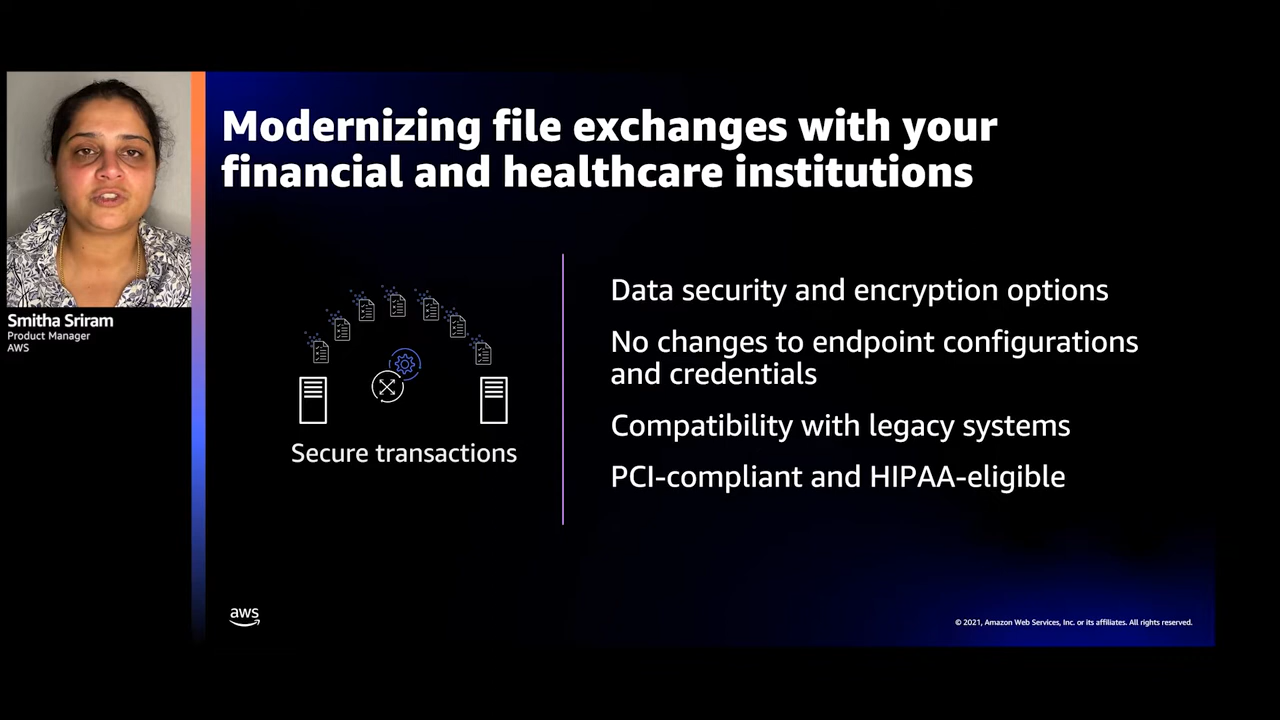 Modernizing file exchanges with your
financial and healthcare institutions
Smitha Sriram
Product Manager
AWS
Secure transactions
Data security and encryption options
No changes to endpoint configurations
and credentials
Compatibility with legacy systems
PCI-compliant and HIPAA-eligible
aws
© 2021, Amazon Web Services, Inc. or its affiliates. All rights reserved.